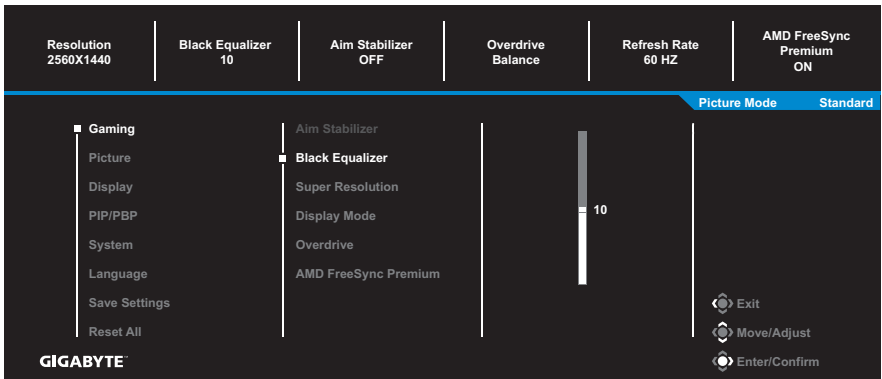 Resolution
2560X1440
Black Equalizer
10
Aim Stabilizer
OFF
Overdrive
Balance
Refresh Rate
60 HZ
AMD FreeSync
Premium
ON
Picture Mode Standard
Gaming
Picture
Display
PIP/PBP
System
Language
Save Settings
Reset All
Aim Stabilizer
Black Equalizer
Super Resolution
Display Mode
Overdrive
AMD FreeSync Premium
10
Exit
Move/Adjust
Enter/Confirm
GIGABYTE™